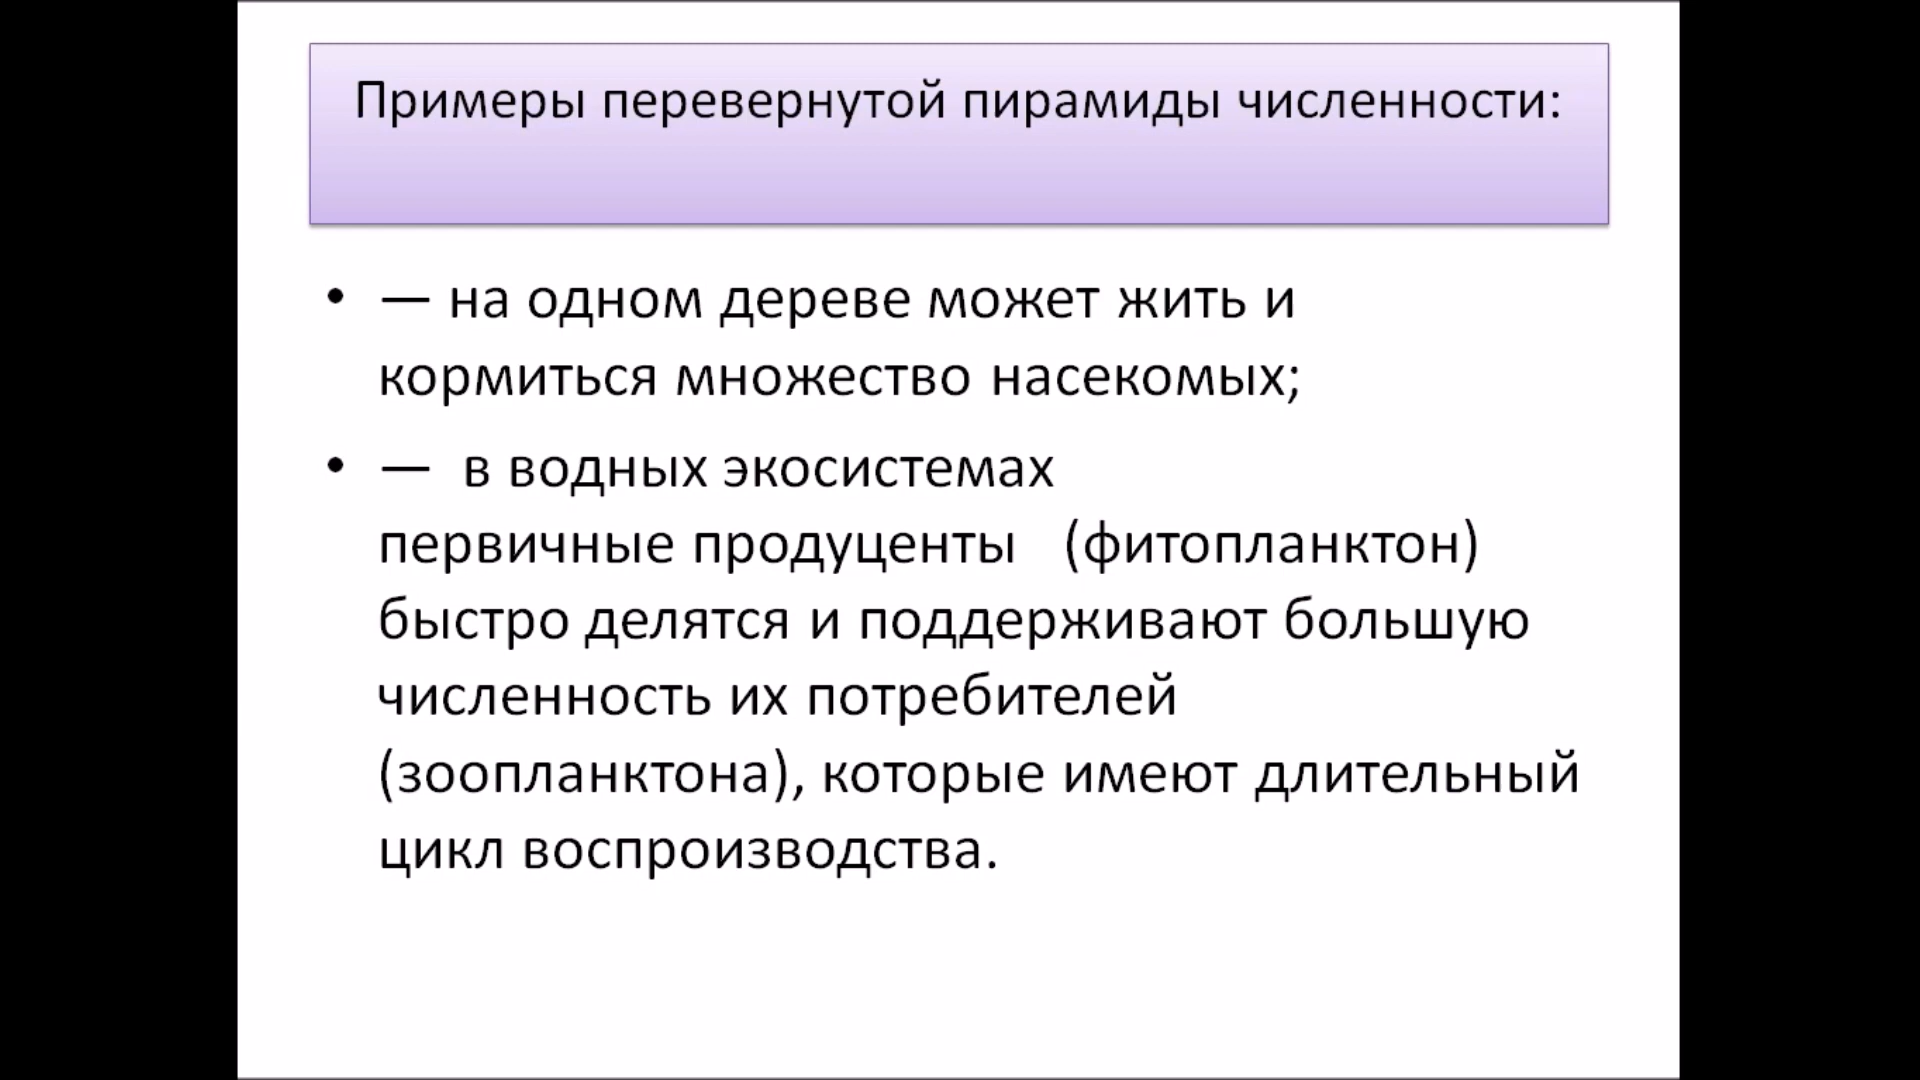 Примеры перевернутой пирамиды численности:
• — на одном дереве может жить и
кормиться множество насекомых;
• — в водных экосистемах
первичные продуценты (фитопланктон)
быстро делятся и поддерживают большую
численность их потребителей
(зоопланктона), которые имеют длительный
цикл воспроизводства.